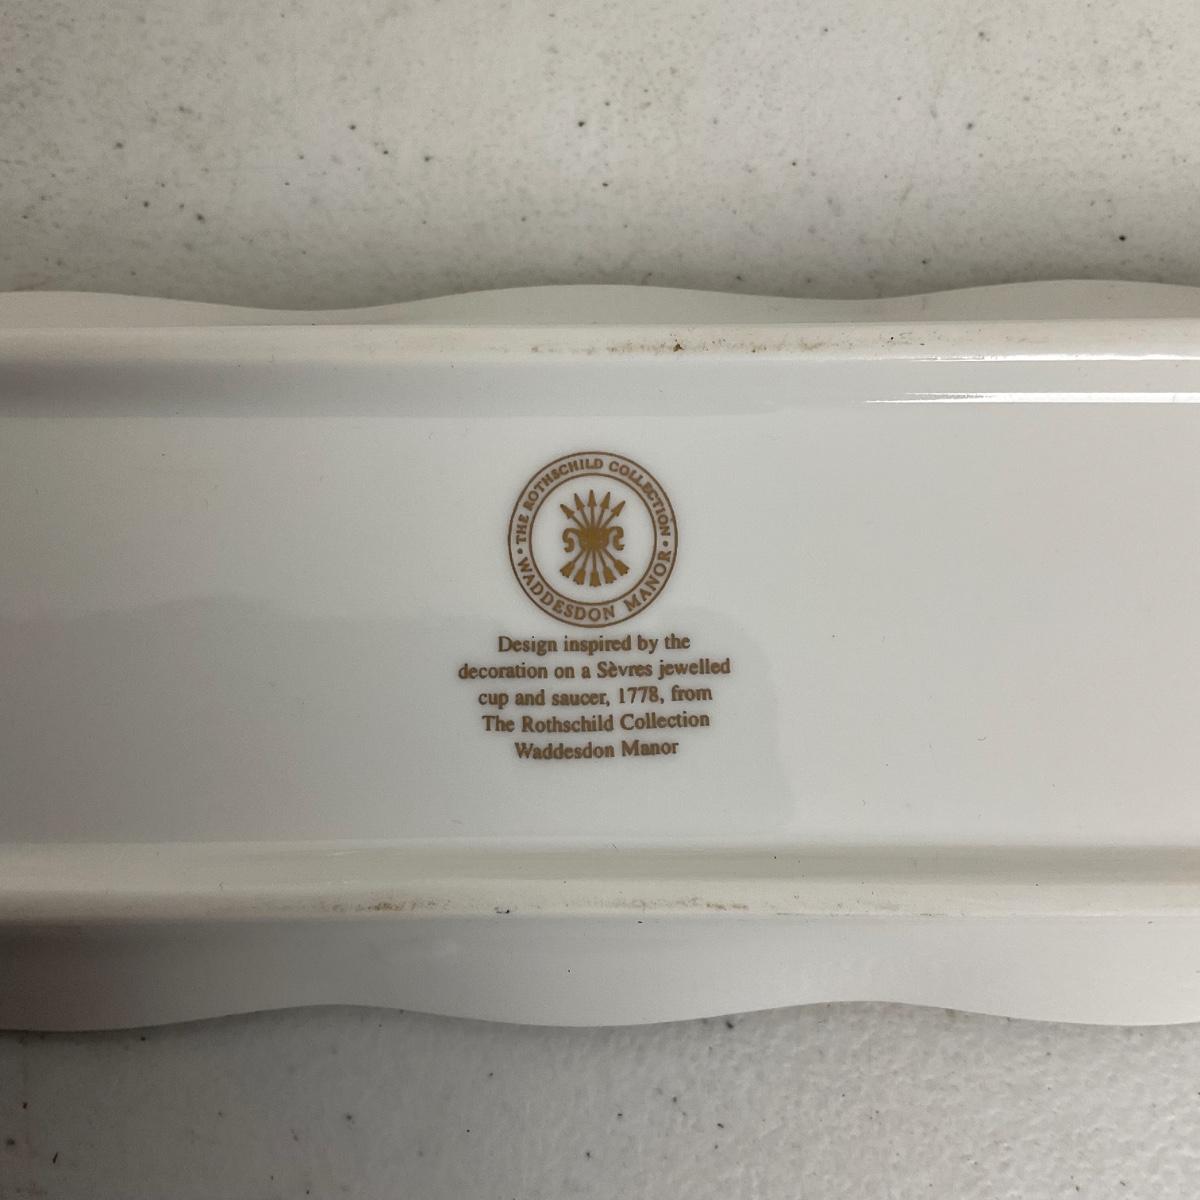 THE ROTHSCHILD COLLECTION
WADDESDON MANOR
Design inspired by the
decoration on a Sèvres jewelled
cup and saucer, 1778, from
The Rothschild Collection
Waddesdon Manor